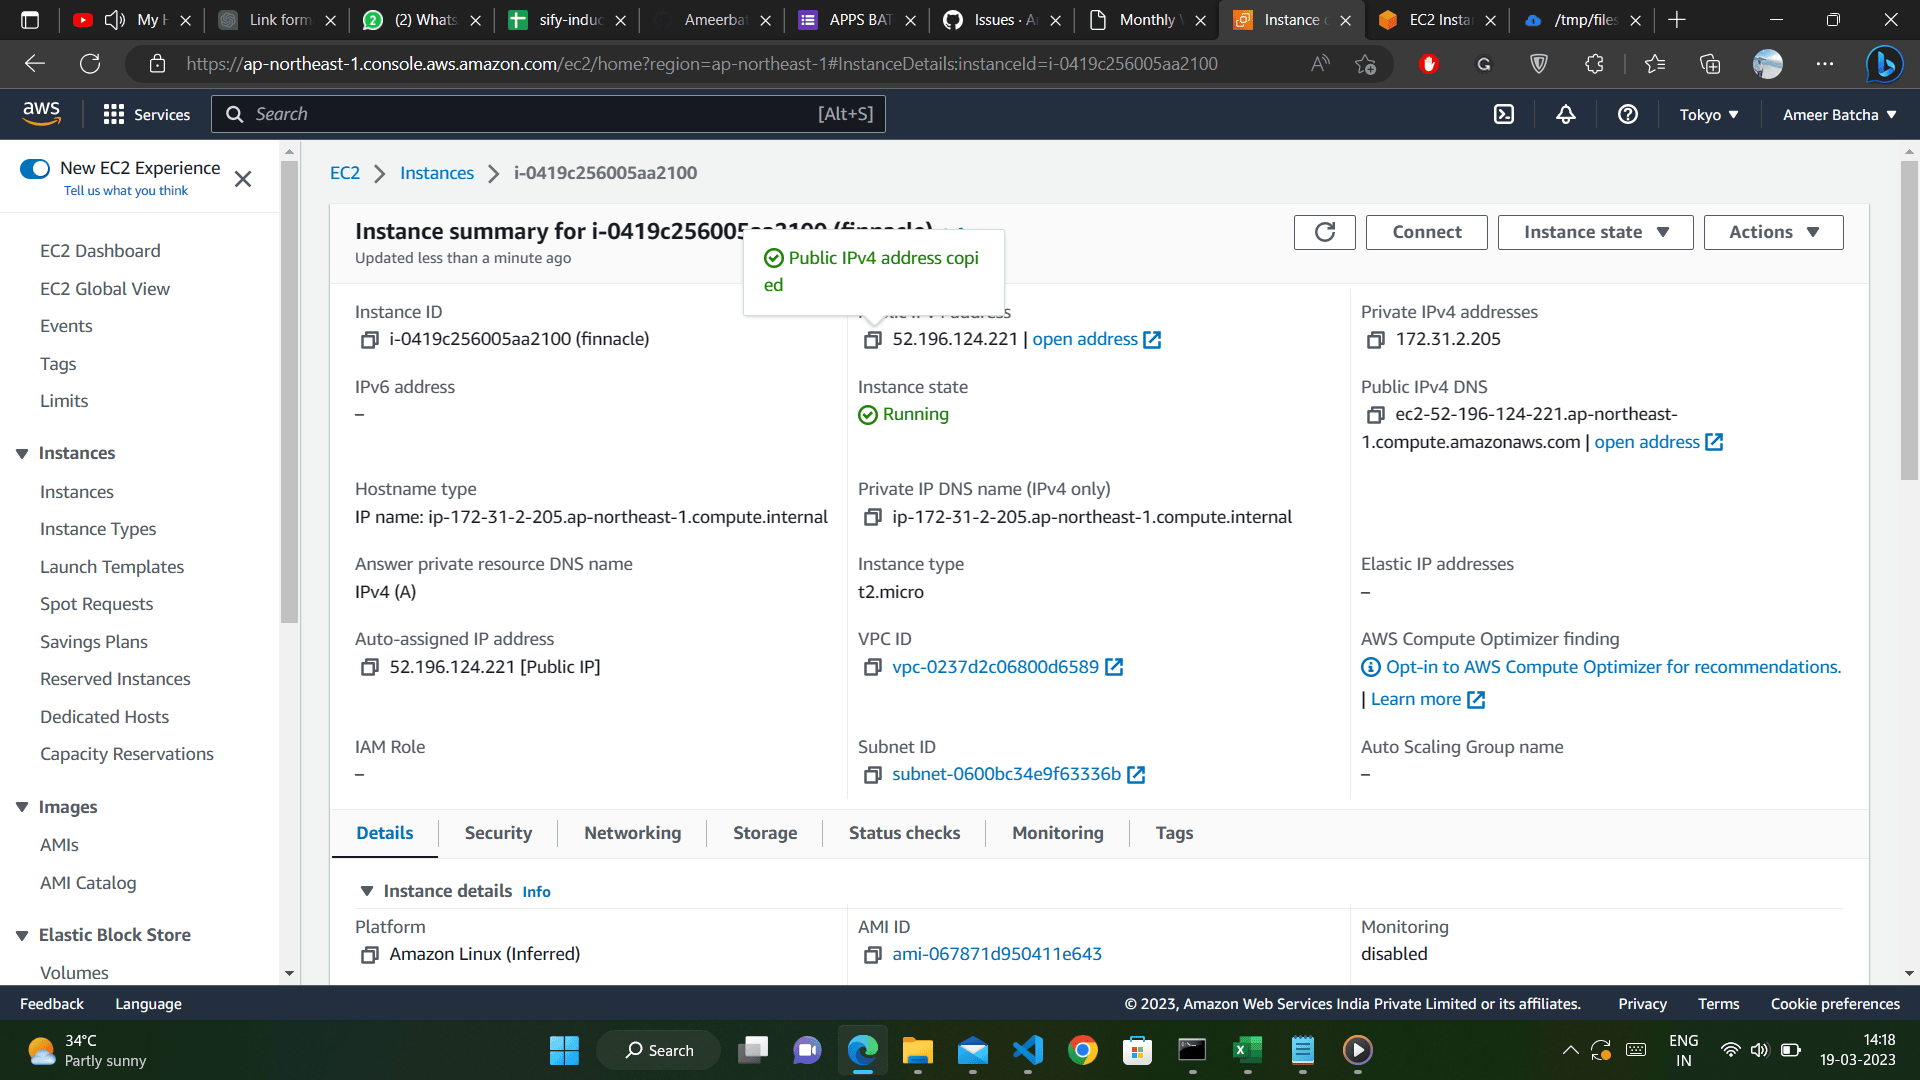 My H
Link form
(2) Whats
sify-induc
Ameerbat
APPS BAT
Issues · A
Monthly
Instance
EC2 Insta
/tmp/files
https://ap-northeast-1.console.aws.amazon.com/ec2/home?region=ap-northeast-1#InstanceDetails:instanceId=i-0419c256005aa2100
aws
Services
Search
[Alt+S]
Tokyo ▼
Ameer Batcha ▼
New EC2 Experience
Tell us what you think
EC2 Dashboard
EC2 Global View
Events
Tags
Limits
Instances
Instances
Instance Types
Launch Templates
Spot Requests
Savings Plans
Reserved Instances
Dedicated Hosts
Capacity Reservations
Images
AMIs
AMI Catalog
Elastic Block Store
Volumes
EC2 > Instances > i-0419c256005aa2100
Instance summary for i-0419c256005aa2100 (finnacle)
Updated less than a minute ago
Public IPv4 address copi
ed
Connect
Instance state ▼
Actions ▼
Instance ID
i-0419c256005aa2100 (finnacle)
52.196.124.221 | open address
Private IPv4 addresses
172.31.2.205
IPv6 address
–
Instance state
Running
Public IPv4 DNS
ec2-52-196-124-221.ap-northeast-
1.compute.amazonaws.com | open address
Hostname type
IP name: ip-172-31-2-205.ap-northeast-1.compute.internal
Private IP DNS name (IPv4 only)
ip-172-31-2-205.ap-northeast-1.compute.internal
Answer private resource DNS name
IPv4 (A)
Instance type
t2.micro
Elastic IP addresses
–
Auto-assigned IP address
52.196.124.221 [Public IP]
VPC ID
vpc-0237d2c06800d6589
AWS Compute Optimizer finding
Opt-in to AWS Compute Optimizer for recommendations.
| Learn more
IAM Role
–
Subnet ID
subnet-0600bc34e9f63336b
Auto Scaling Group name
–
Details
Security
Networking
Storage
Status checks
Monitoring
Tags
Instance details Info
Platform
Amazon Linux (Inferred)
AMI ID
ami-067871d950411e643
Monitoring
disabled
Feedback
Language
© 2023, Amazon Web Services India Private Limited or its affiliates.
Privacy
Terms
Cookie preferences
34°C
Partly sunny
Search
ENG
IN
14:18
19-03-2023